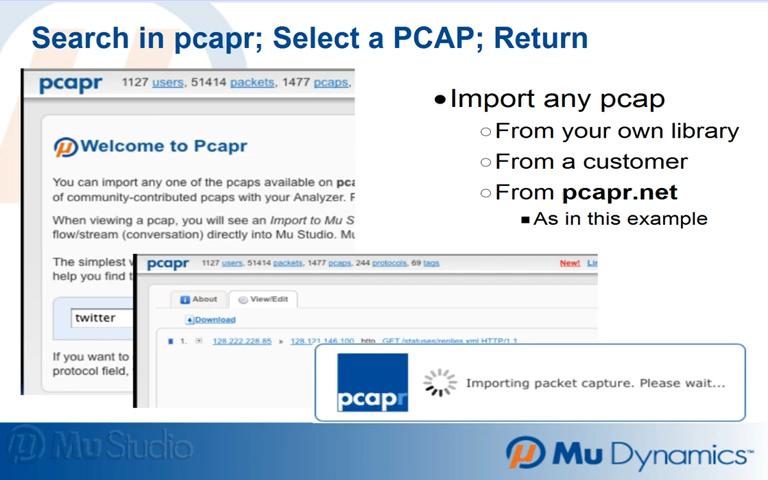 Search in pcapr; Select a PCAP; Return
pcapr 1127 users, 51414 packets, 1477 pcaps,
Welcome to Pcapr
You can import any one of the pcaps available on
of community-contributed pcaps with your Analyzer.
When viewing a pcap, you will see an Import to Mu S
flow/stream (conversation) directly into Mu Studio.
The simplest
help you find
twitter
If you want to
protocol field,
•Import any pcap
○From your own library
○From a customer
○From pcapr.net
■As in this example
pcapr 1127 users, 51414 packets, 1477 pcaps, 244 protocols, 69 tags New!
About View/Edit
Download
1. 128.222.228.85 » 128.121.146.100 http GET /statuses/replies.xml HTTP/1.1
pcapr Importing packet capture. Please wait...
Mu Studio
Mu Dynamics™